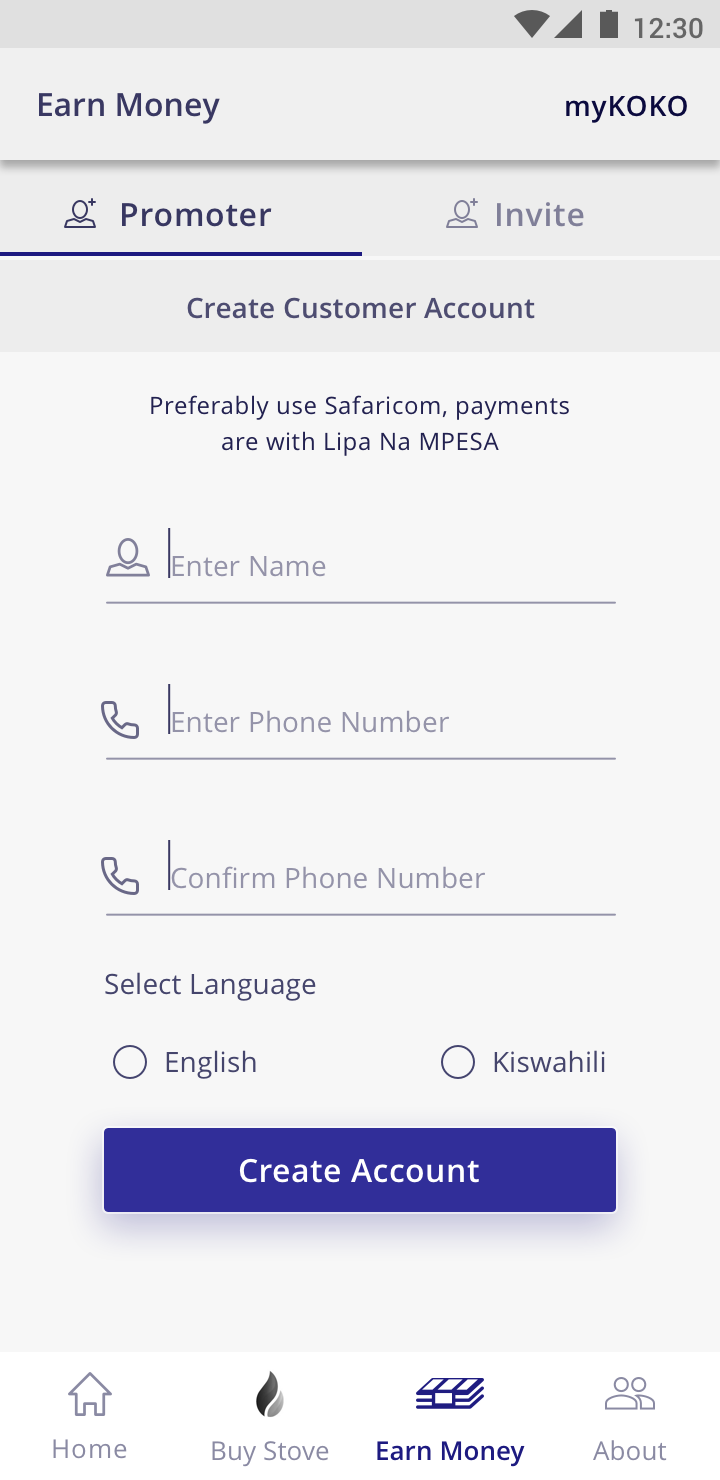 12:30
Earn Money
myKOKO
Promoter
Invite
Create Customer Account
Preferably use Safaricom, payments
are with Lipa Na MPESA
Enter Name
Enter Phone Number
Confirm Phone Number
Select Language
English
Kiswahili
Create Account
Home
Buy Stove
Earn Money
About